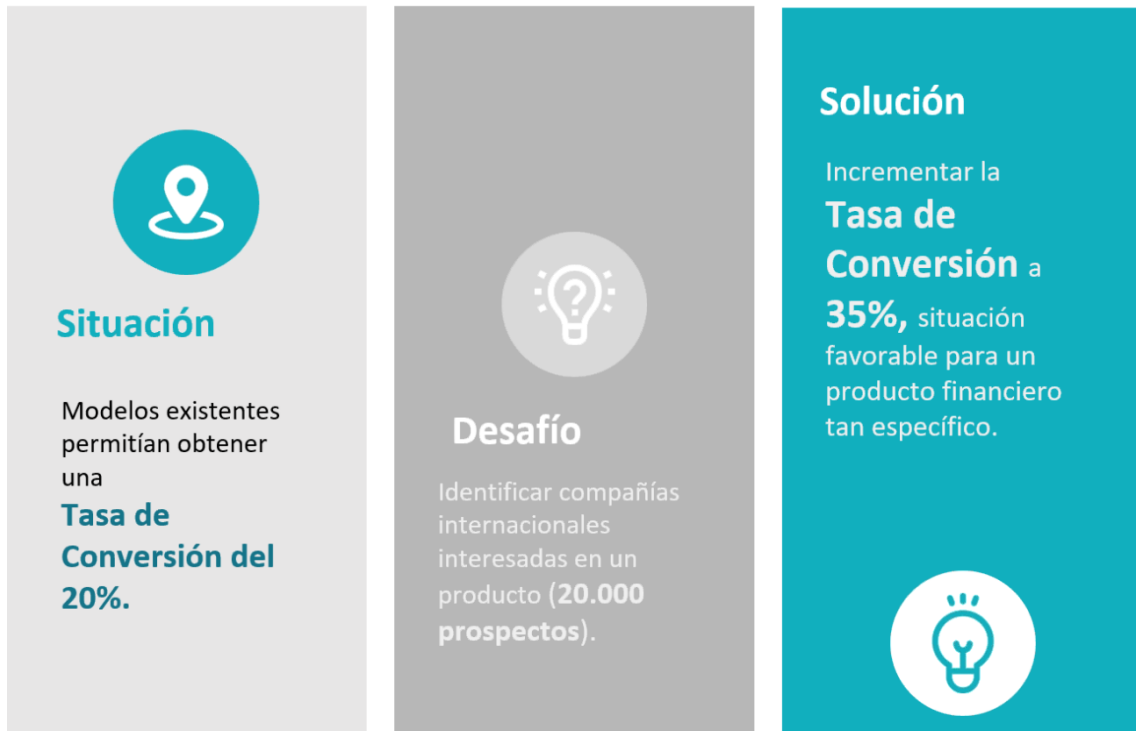 Situación
Modelos existentes
permitían obtener
una
Tasa de
Conversión del
20%.
Desafío
Identificar compañías
internacionales
interesadas en un
producto (20.000
prospectos).
Solución
Incrementar la
Tasa de
Conversión a
35%, situación
favorable para un
producto financiero
tan específico.